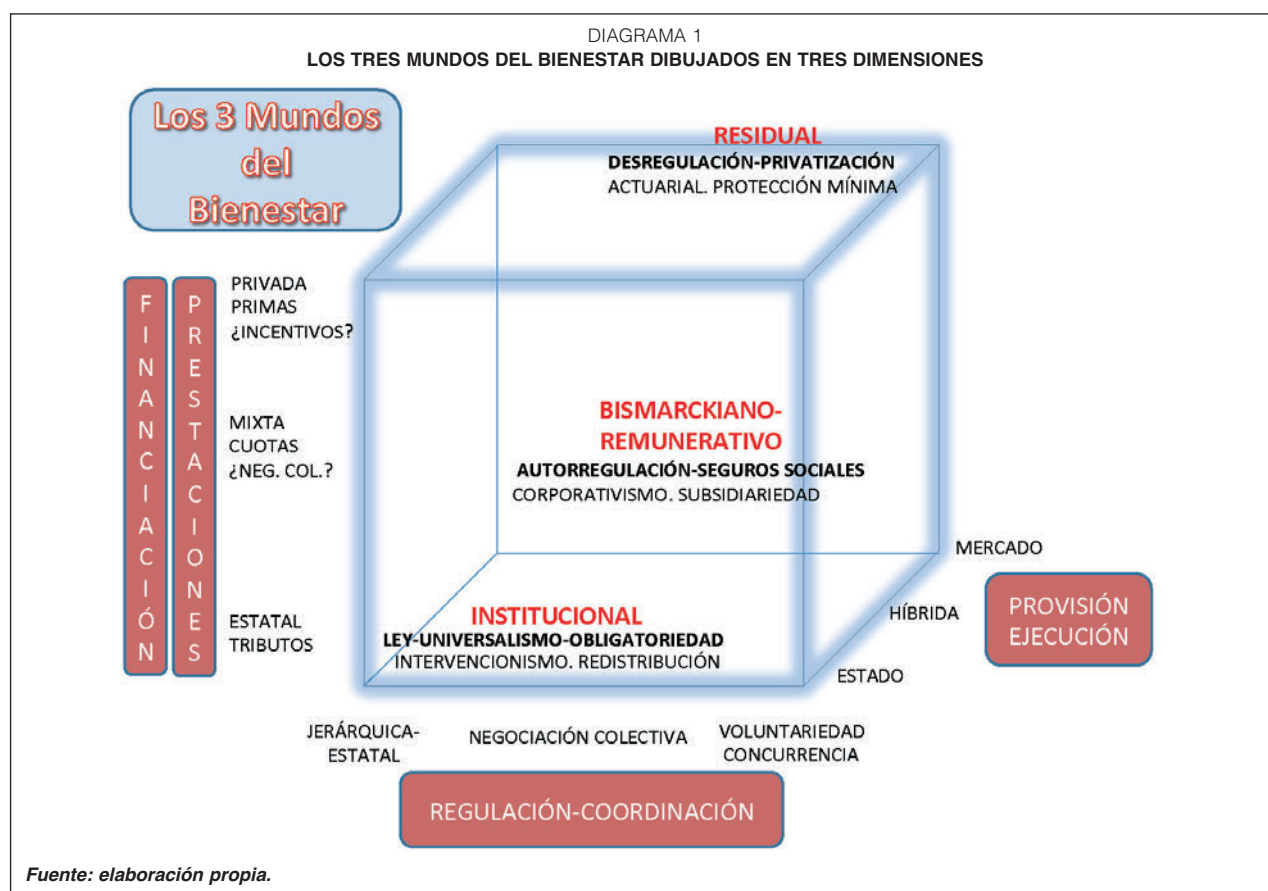 DIAGRAMA 1
LOS TRES MUNDOS DEL BIENESTAR DIBUJADOS EN TRES DIMENSIONES
Los 3 Mundos
del
Bienestar
RESIDUAL
DESREGULACIÓN-PRIVATIZACIÓN
ACTUARIAL. PROTECCIÓN MÍNIMA
FINANCIACIÓN
PRESTACIONES
PRIVADA
PRIMAS
¿INCENTIVOS?
MIXTA
CUOTAS
¿NEG. COL.?
ESTATAL
TRIBUTOS
BISMARCKIANO-
REMUNERATIVO
AUTORREGULACIÓN-SEGUROS SOCIALES
CORPORATIVISMO. SUBSIDIARIEDAD
INSTITUCIONAL
LEY-UNIVERSALISMO-OBLIGATORIEDAD
INTERVENCIONISMO. REDISTRIBUCIÓN
MERCADO
HÍBRIDA
ESTADO
PROVISIÓN
EJECUCIÓN
JERÁRQUICA-
ESTATAL
NEGOCIACIÓN COLECTIVA
VOLUNTARIEDAD
CONCURRENCIA
REGULACIÓN-COORDINACIÓN
Fuente: elaboración propia.